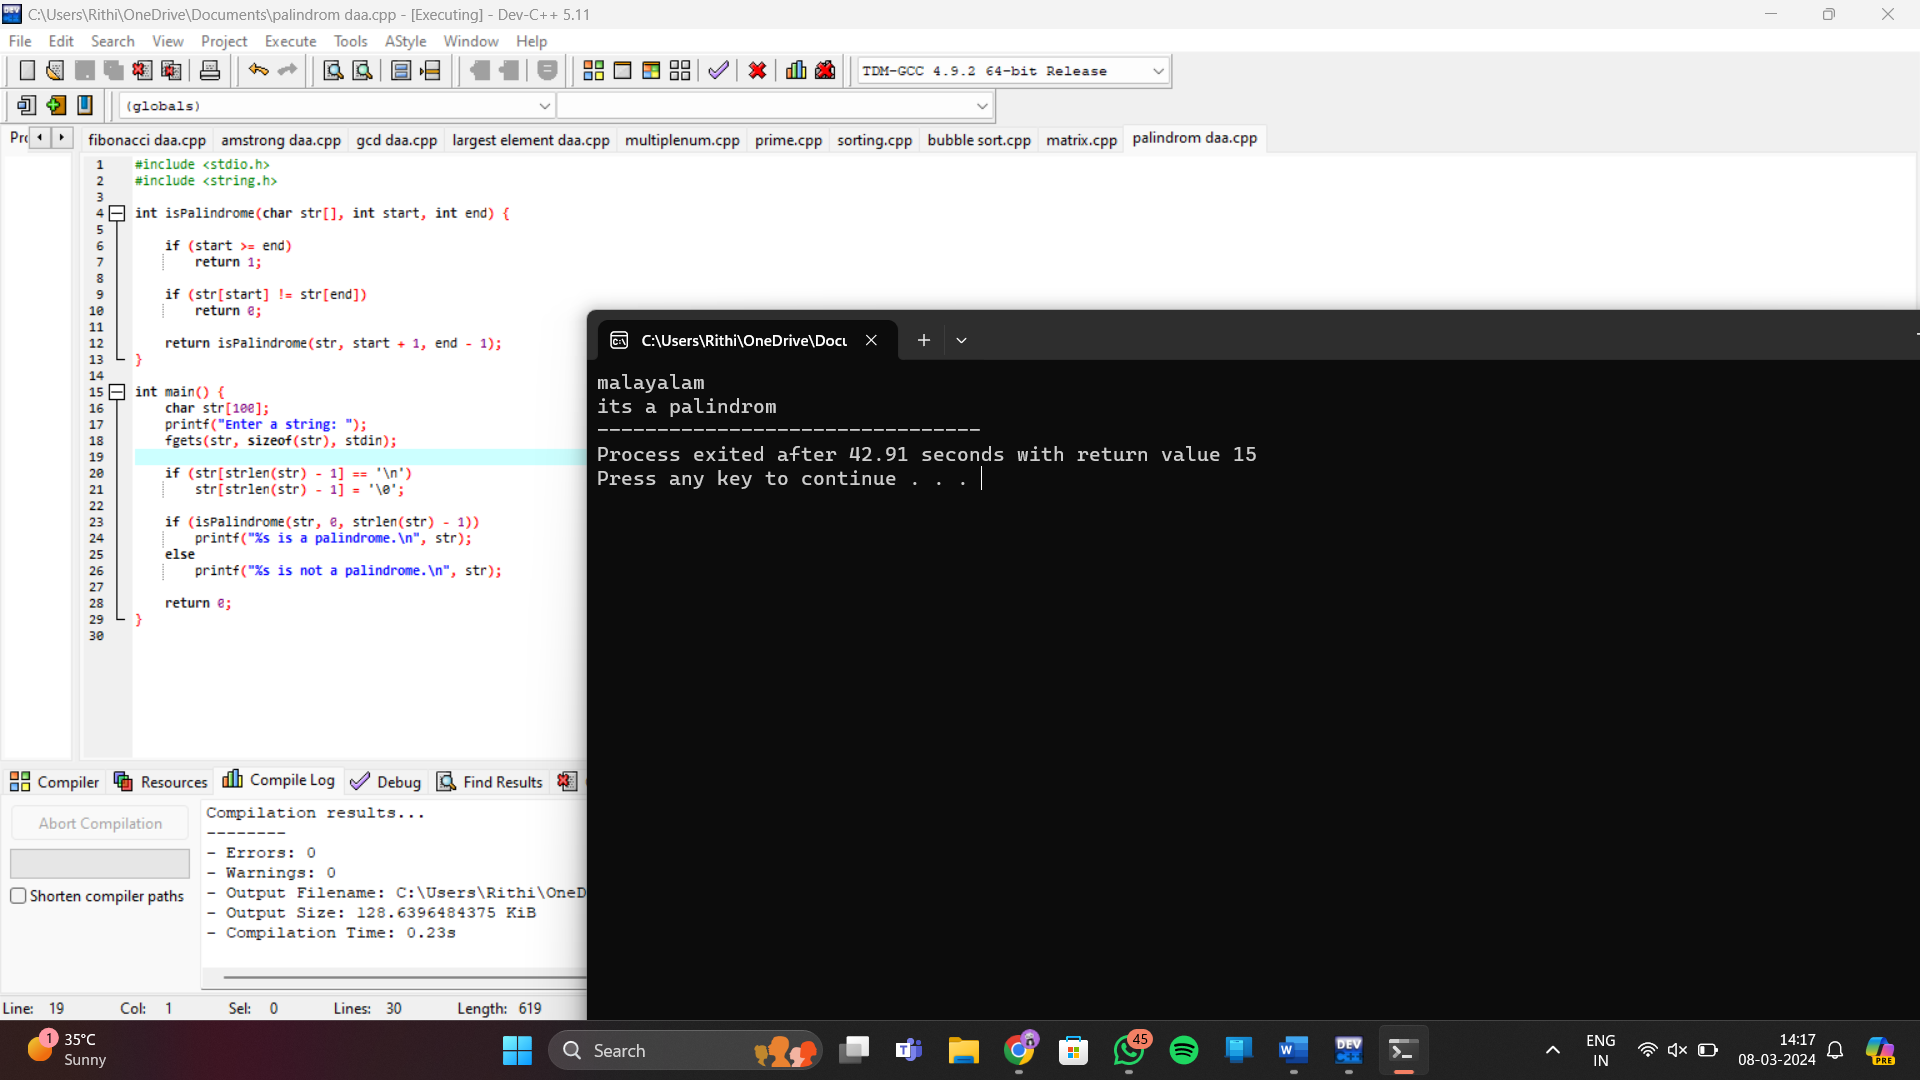 C:\Users\Rithi\OneDrive\Documents\palindrom daa.cpp - [Executing] - Dev-C++ 5.11
File Edit Search View Project Execute Tools AStyle Window Help
TDM-GCC 4.9.2 64-bit Release
(globals)
fibonacci daa.cpp amstrong daa.cpp gcd daa.cpp largest element daa.cpp multiplenum.cpp prime.cpp sorting.cpp bubble sort.cpp matrix.cpp palindrom daa.cpp
1 #include <stdio.h>
2 #include <string.h>
3
4 int isPalindrome(char str[], int start, int end) {
5
6 if (start >= end)
7 return 1;
8
9 if (str[start] != str[end])
10 return 0;
11
12 return isPalindrome(str, start + 1, end - 1);
13 }
14
15 int main() {
16 char str[100];
17 printf("Enter a string: ");
18 fgets(str, sizeof(str), stdin);
19
20 if (str[strlen(str) - 1] == '\n')
21 str[strlen(str) - 1] = '\0';
22
23 if (isPalindrome(str, 0, strlen(str) - 1))
24 printf("%s is a palindrome.\n", str);
25 else
26 printf("%s is not a palindrome.\n", str);
27
28 return 0;
29 }
30
C:\Users\Rithi\OneDrive\Docu
malayalam
its a palindrom
--------------------------------
Process exited after 42.91 seconds with return value 15
Press any key to continue . . .
Compiler Resources Compile Log Debug Find Results
Abort Compilation
Shorten compiler paths
Compilation results...
--------
- Errors: 0
- Warnings: 0
- Output Filename: C:\Users\Rithi\OneD
- Output Size: 128.6396484375 KiB
- Compilation Time: 0.23s
Line: 19 Col: 1 Sel: 0 Lines: 30 Length: 619
1 35°C
Sunny
Search
45
DEV
C++
ENG
IN
14:17
08-03-2024
PRE